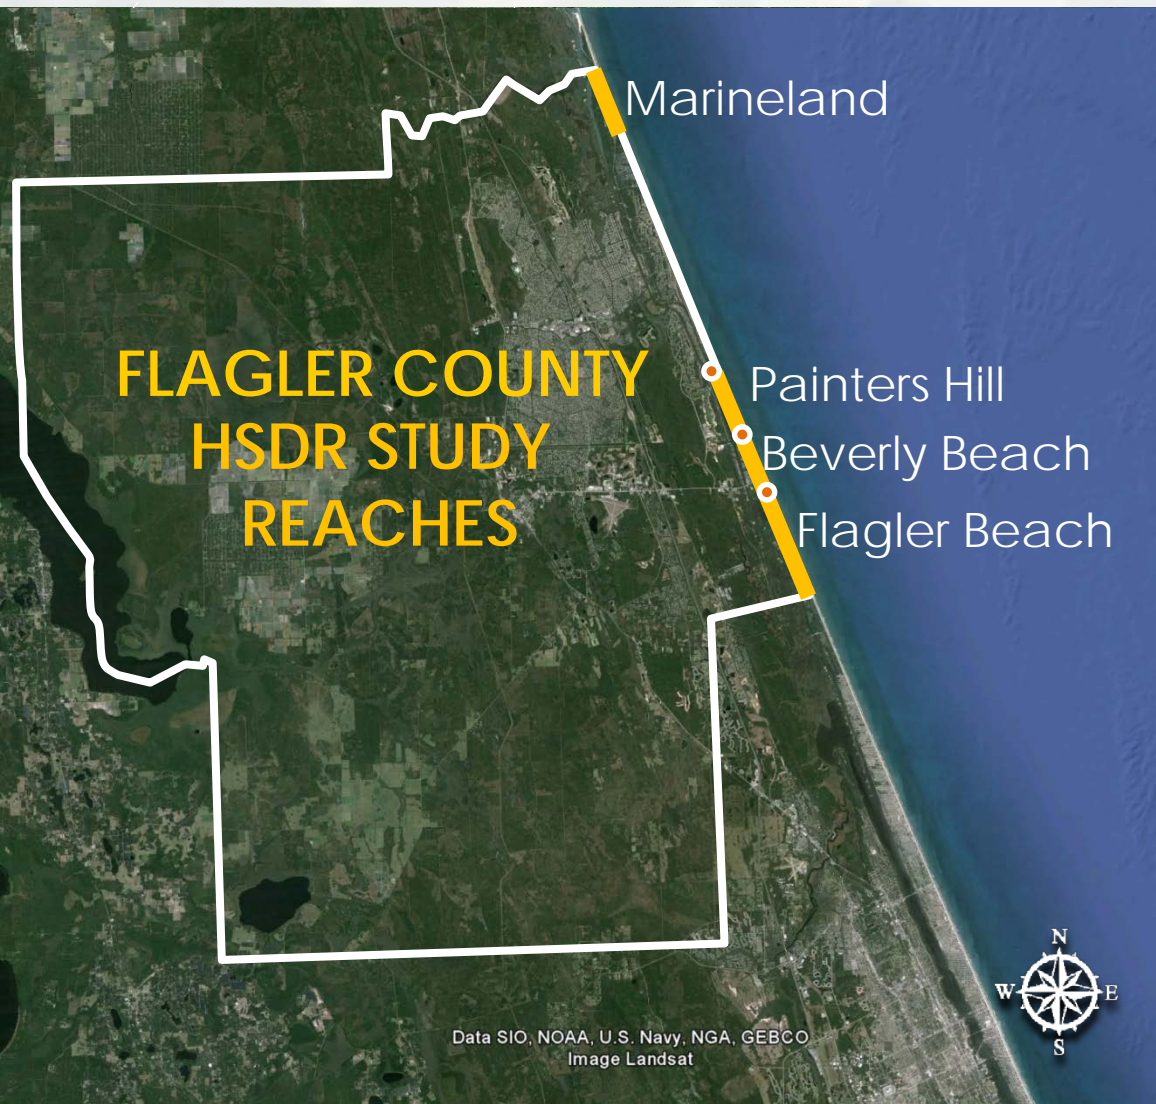 Marineland
FLAGLER COUNTY
HSDR STUDY
REACHES
Painters Hill
Beverly Beach
Flagler Beach
N
W
E
S
Data SIO, NOAA, U.S. Navy, NGA, GEBCO
Image Landsat